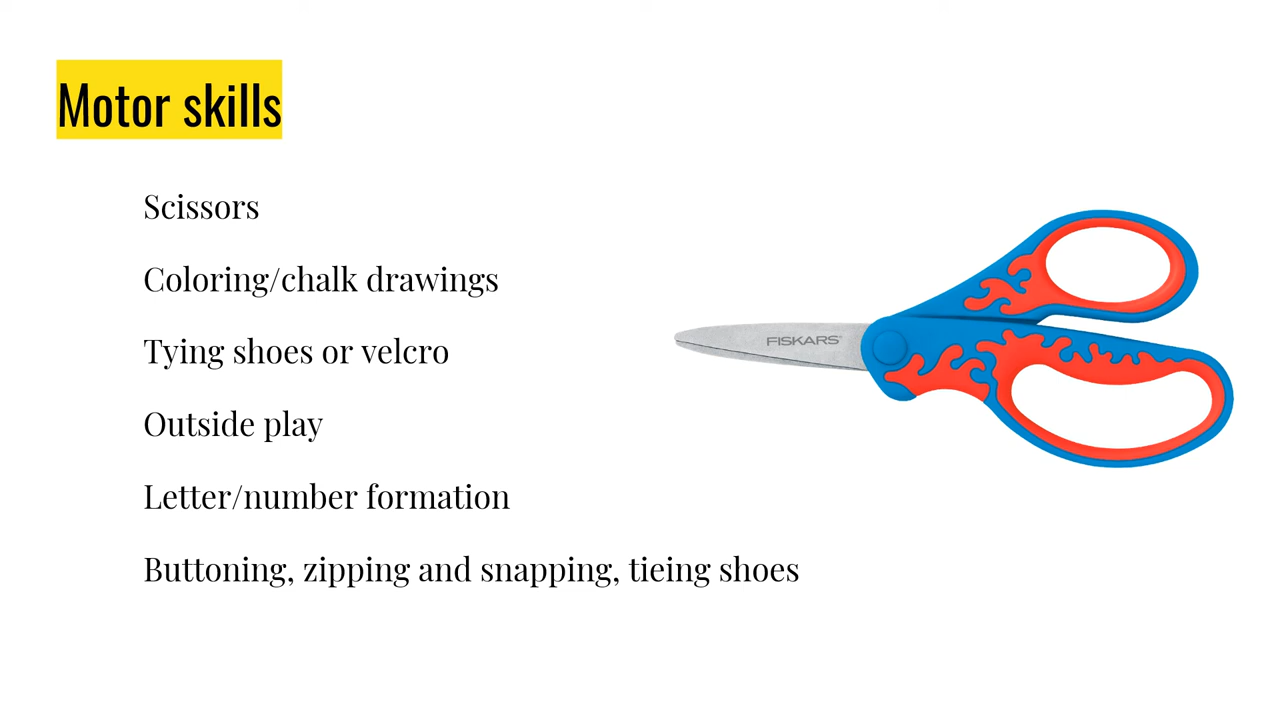 Motor skills
Scissors
Coloring/chalk drawings
Tying shoes or velcro
FISKARS
Outside play
Letter/number formation
Buttoning, zipping and snapping, tieing shoes